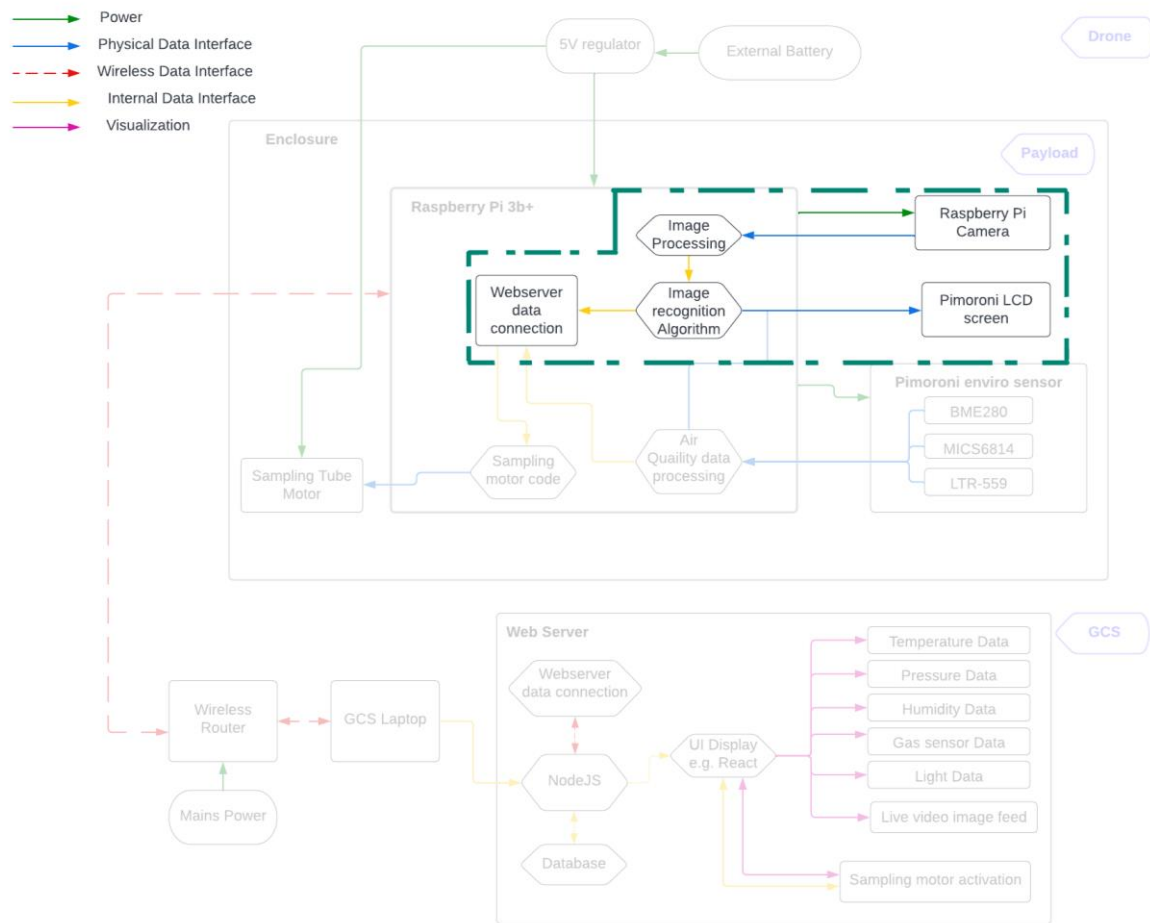 Power
Physical Data Interface
Wireless Data Interface
Internal Data Interface
Visualization
5V regulator
External Battery
Drone
Enclosure
Payload
Raspberry Pi 3b+
Image
Processing
Raspberry Pi
Camera
Webserver
data
connection
Image
recognition
Algorithm
Pimoroni LCD
screen
Pimoroni enviro sensor
BME280
MICS6814
LTR-559
Sampling Tube
Motor
Sampling
motor code
Air
Quaility data
processing
Web Server
GCS
Webserver
data connection
Wireless
Router
GCS Laptop
NodeJS
UI Display
e.g. React
Mains Power
Database
Temperature Data
Pressure Data
Humidity Data
Gas sensor Data
Light Data
Live video image feed
Sampling motor activation